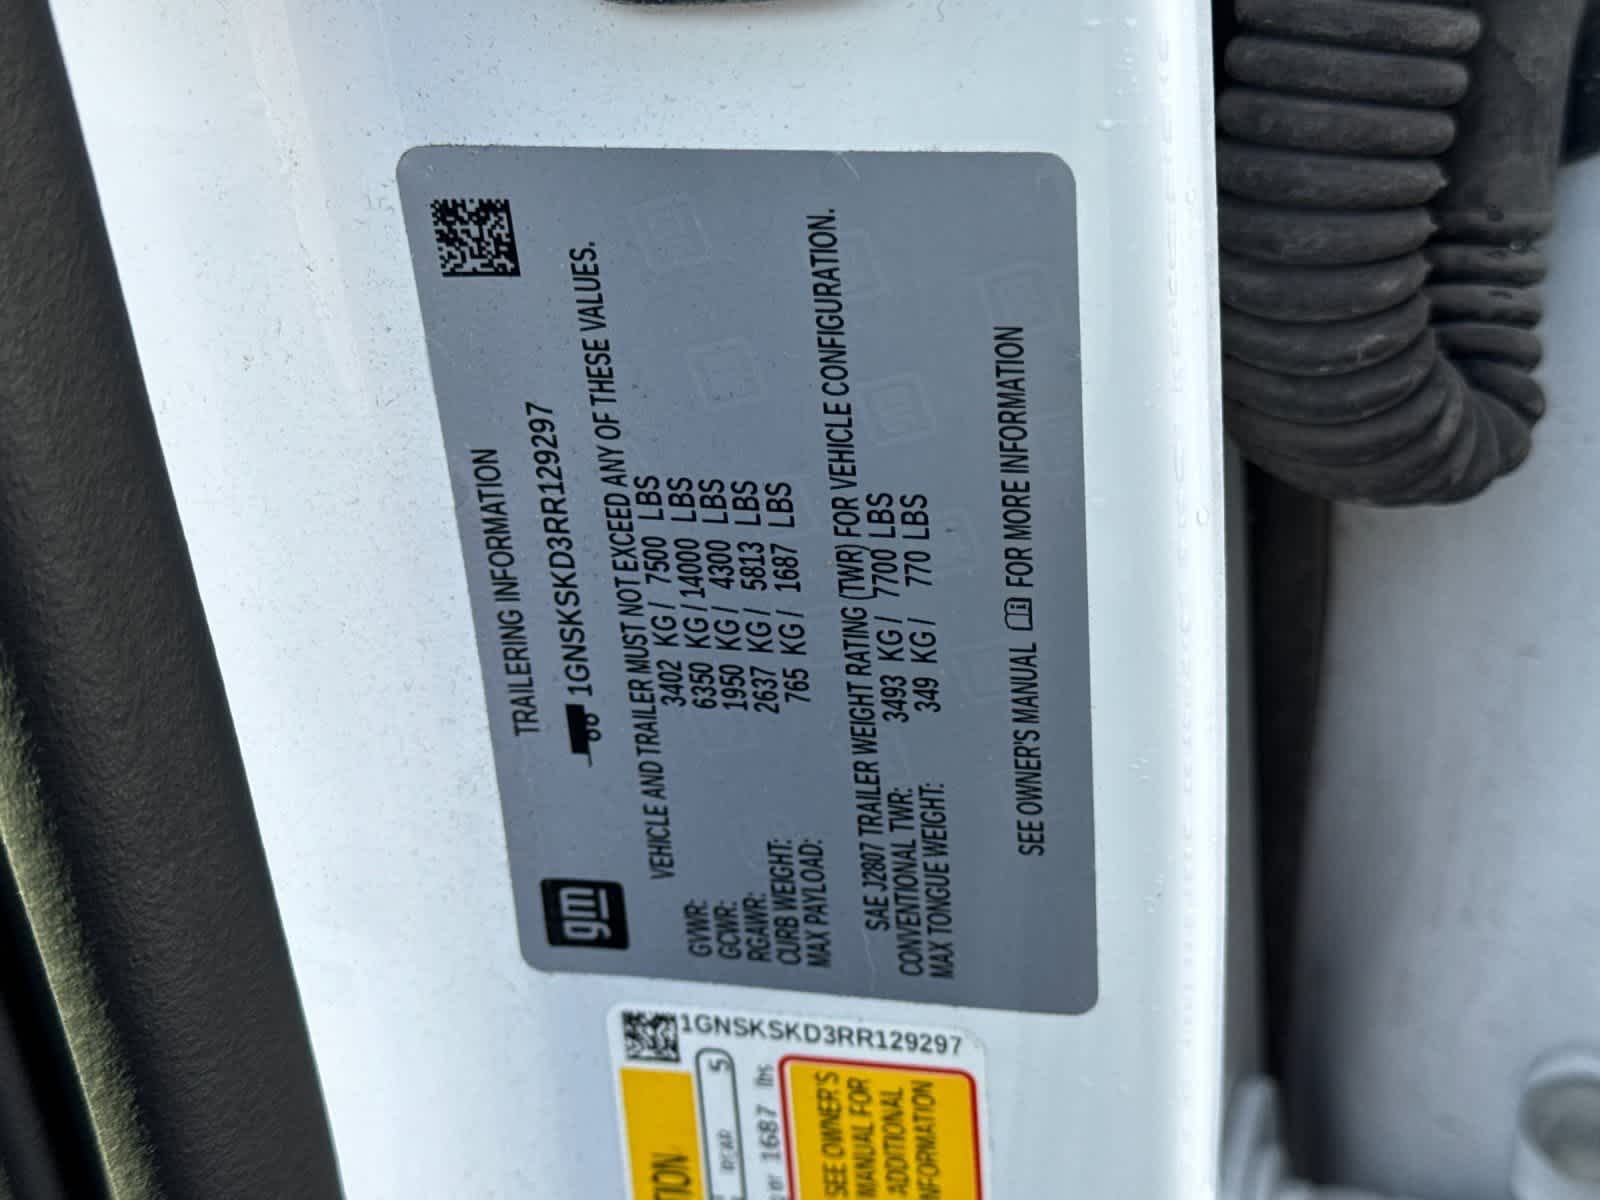 gm
TRAILERING INFORMATION
1GNSKSKD3RR129297
VEHICLE AND TRAILER MUST NOT EXCEED ANY OF THESE VALUES.
GVWR: 3402 KG / 7500 LBS
GCWR: 6350 KG / 14000 LBS
RGAWR: 1950 KG / 4300 LBS
CURB WEIGHT: 2637 KG / 5813 LBS
MAX PAYLOAD: 765 KG / 1687 LBS
SAE J2807 TRAILER WEIGHT RATING (TWR) FOR VEHICLE CONFIGURATION.
CONVENTIONAL TWR: 3493 KG / 7700 LBS
MAX TONGUE WEIGHT: 349 KG / 770 LBS
SEE OWNER'S MANUAL FOR MORE INFORMATION
1GNSKSKD3RR129297
REAR 5
1687 lbs
SEE OWNER'S
MANUAL FOR
ADDITIONAL
INFORMATION